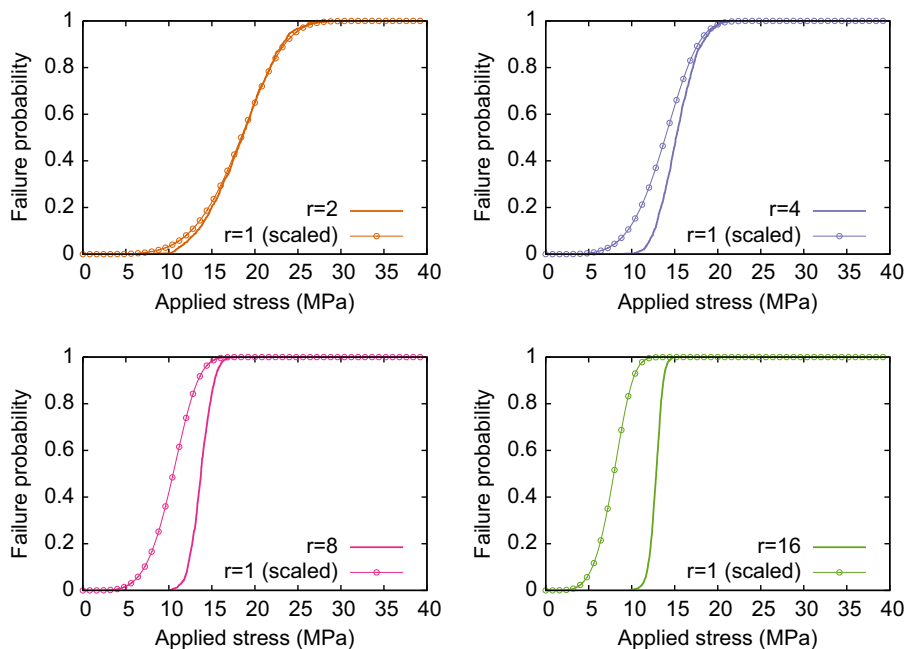 1
0.8
0.6
0.4
0.2
0
Failure probability
r=2
r=1 (scaled)
0 5 10 15 20 25 30 35 40
Applied stress (MPa)
1
0.8
0.6
0.4
0.2
0
Failure probability
r=4
r=1 (scaled)
0 5 10 15 20 25 30 35 40
Applied stress (MPa)
1
0.8
0.6
0.4
0.2
0
Failure probability
r=8
r=1 (scaled)
0 5 10 15 20 25 30 35 40
Applied stress (MPa)
1
0.8
0.6
0.4
0.2
0
Failure probability
r=16
r=1 (scaled)
0 5 10 15 20 25 30 35 40
Applied stress (MPa)